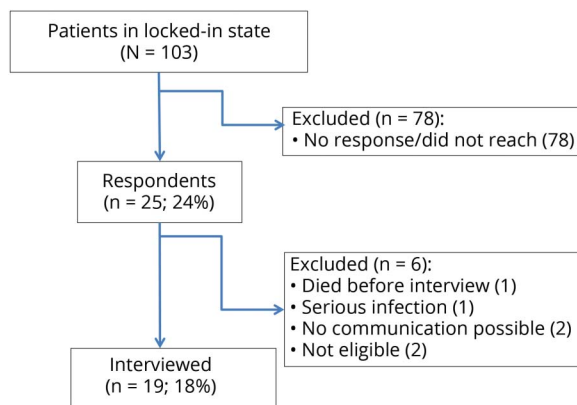 Patients in locked-in state
(N = 103)
Excluded (n = 78):
• No response/did not reach (78)
Respondents
(n = 25; 24%)
Excluded (n = 6):
• Died before interview (1)
• Serious infection (1)
• No communication possible (2)
• Not eligible (2)
Interviewed
(n = 19; 18%)